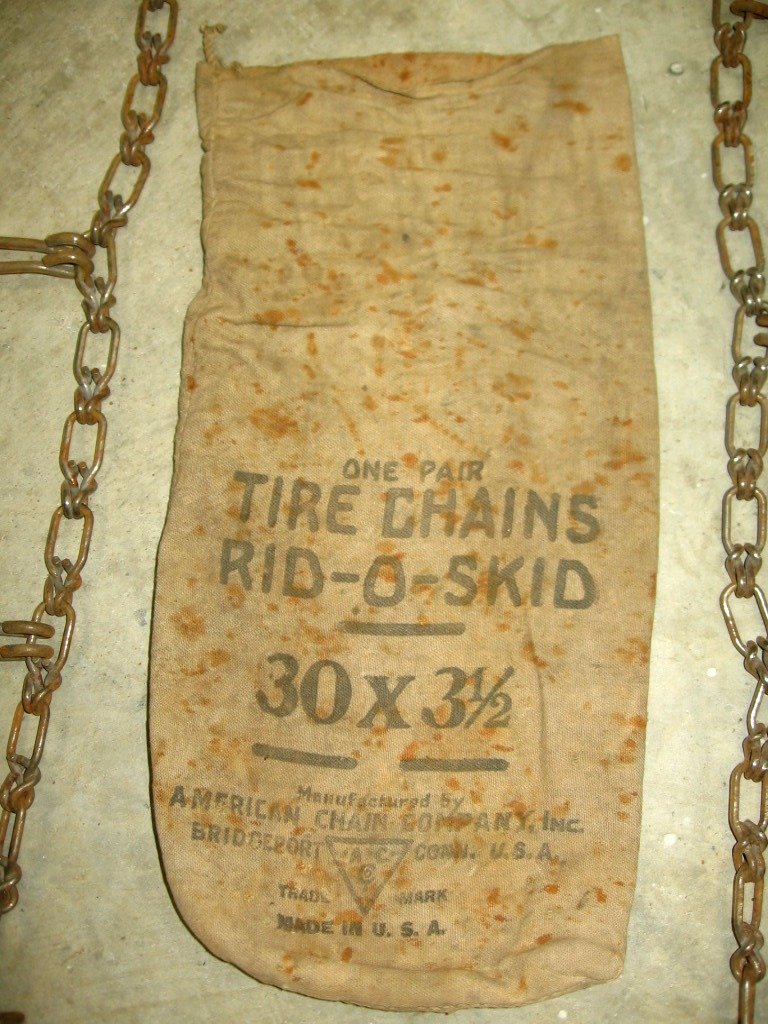 ONE PAIR
TIRE CHAINS
RID-O-SKID
30 x 3½
Manufactured by
AMERICAN CHAIN COMPANY, INC.
BRIDGEPORT CONN. U.S.A.
A C
C
TRADE MARK
MADE IN U. S. A.